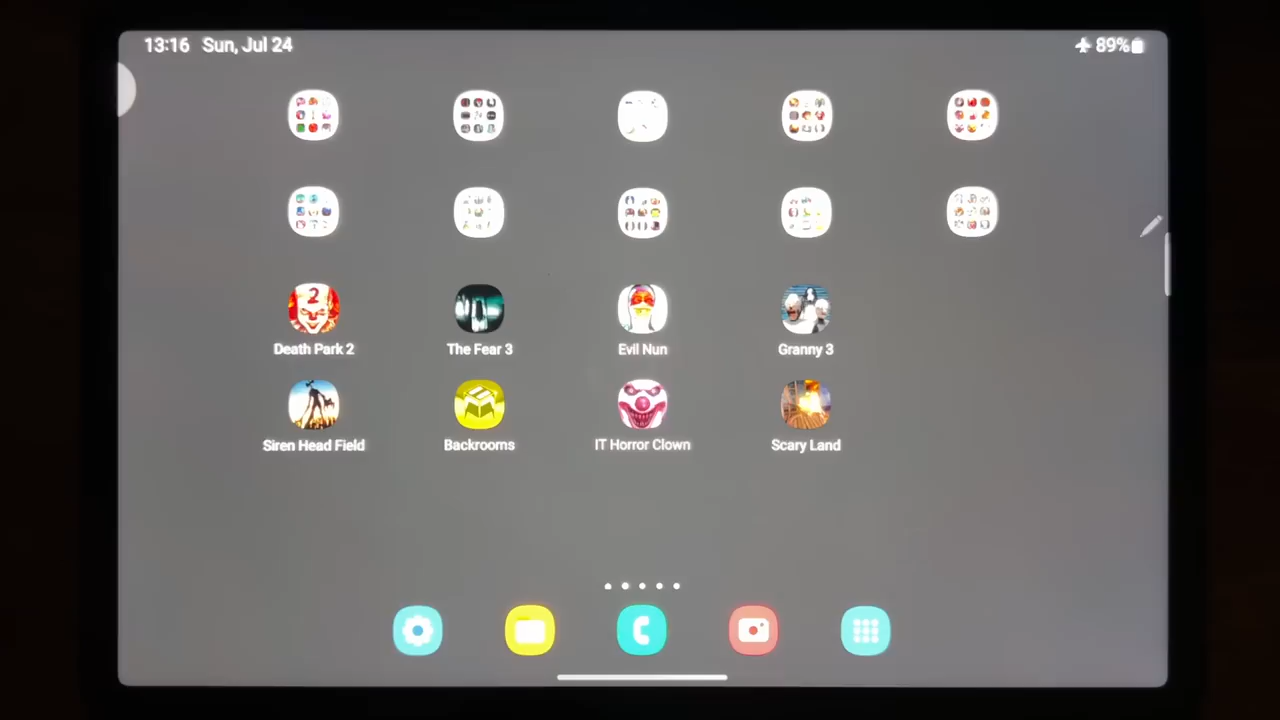 13:16 Sun, Jul 24 89%
Death Park 2 The Fear 3 Evil Nun Granny 3
2
Siren Head Field Backrooms IT Horror Clown Scary Land